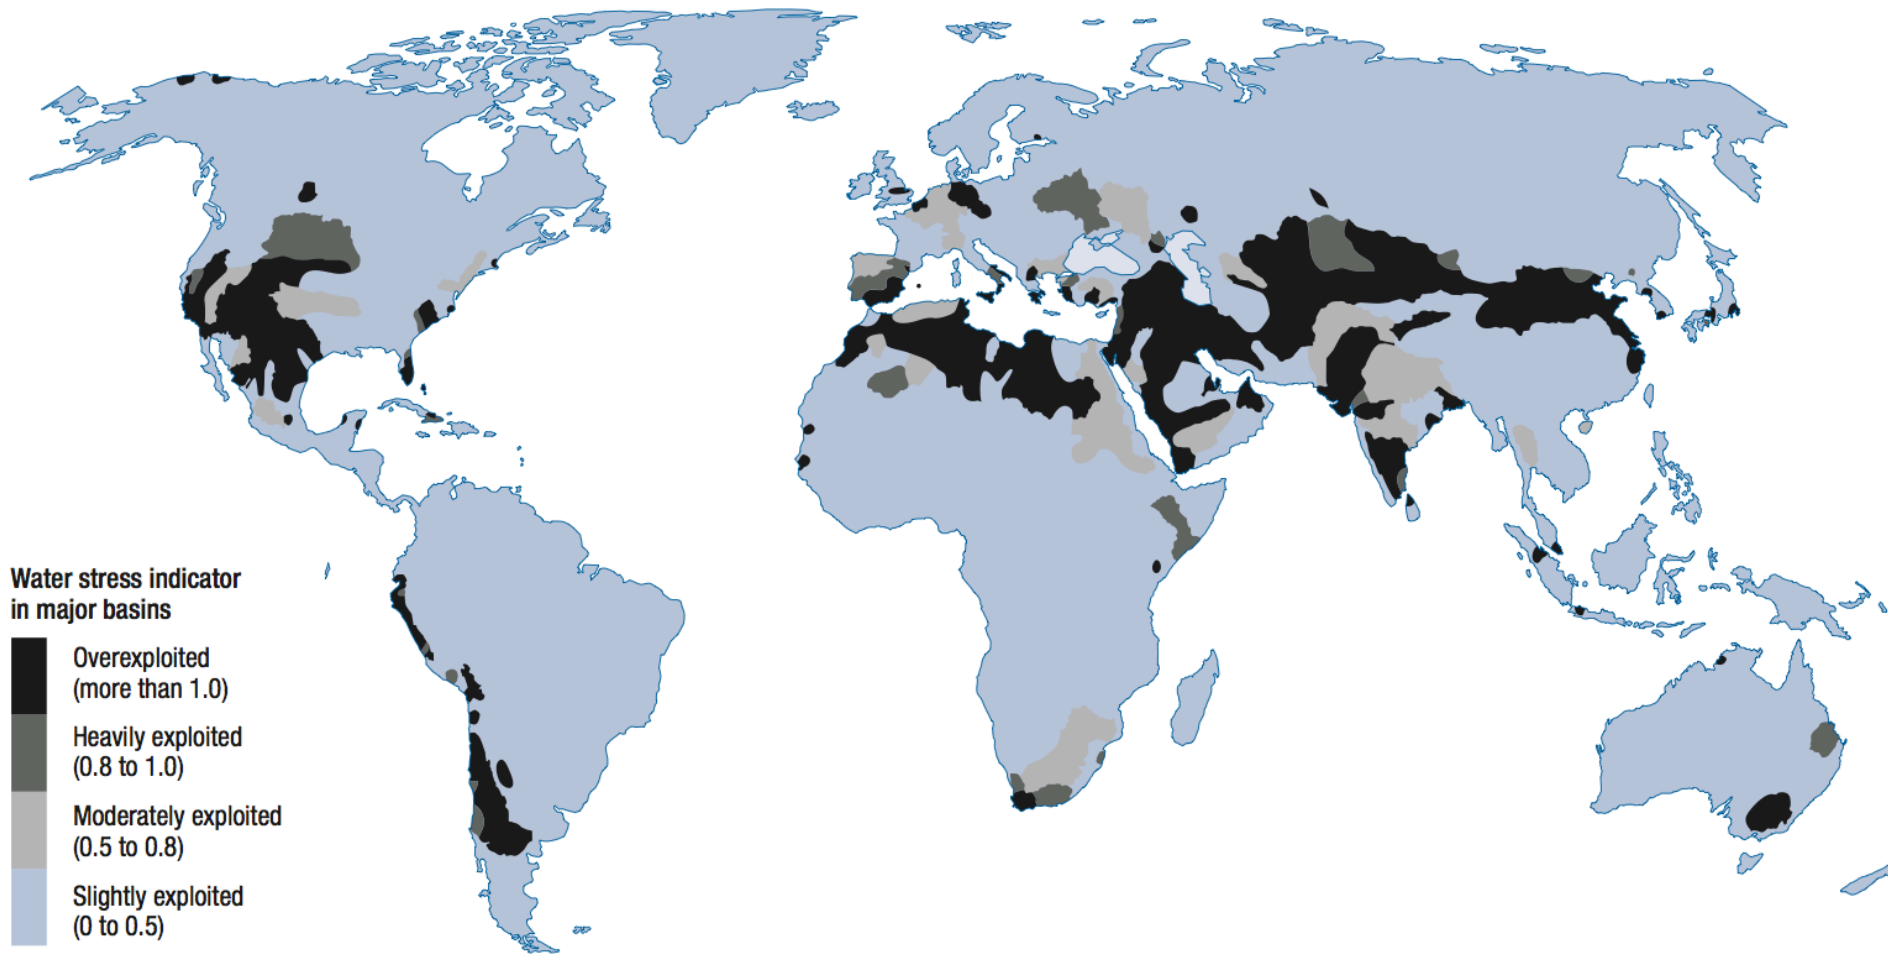 Water stress indicator
in major basins
Overexploited
(more than 1.0)
Heavily exploited
(0.8 to 1.0)
Moderately exploited
(0.5 to 0.8)
Slightly exploited
(0 to 0.5)